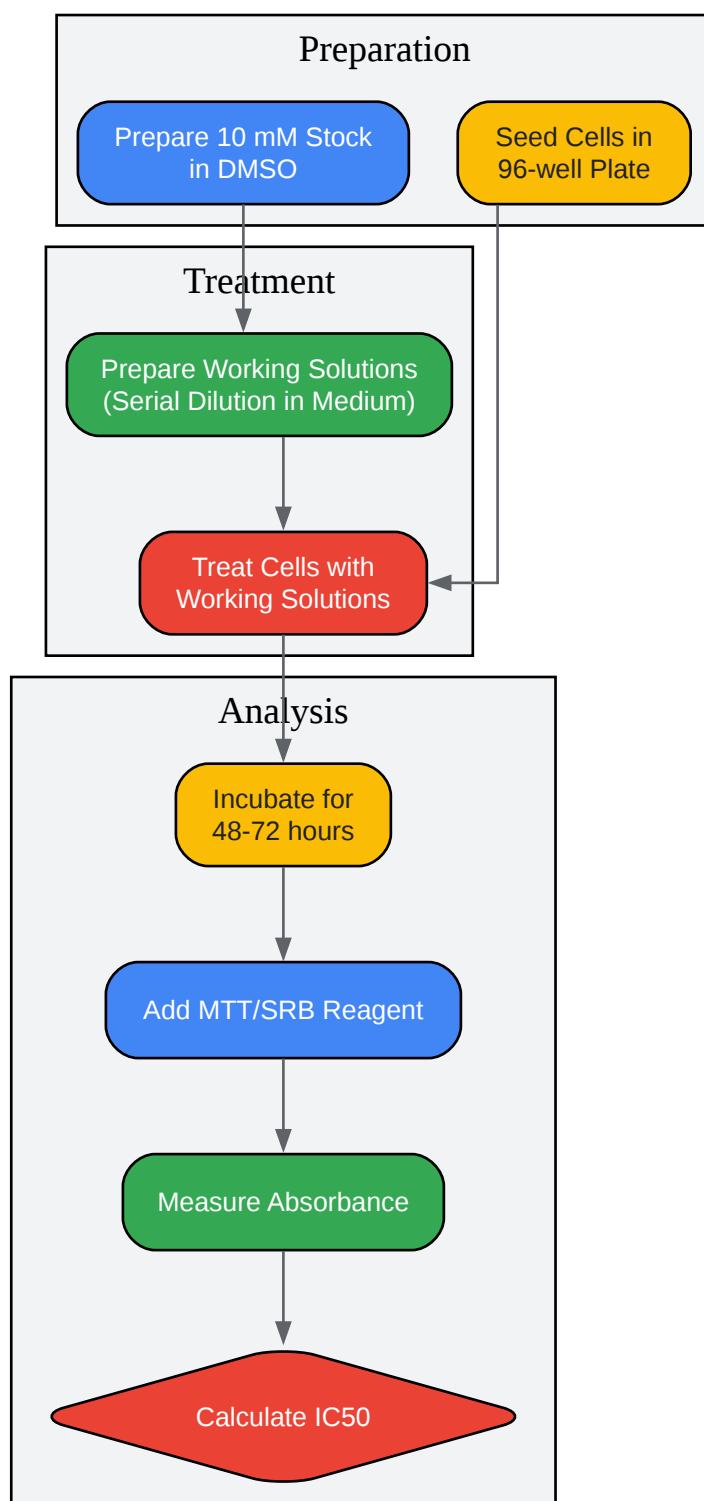 Preparation
Prepare 10 mM Stock
in DMSO
Seed Cells in
96-well Plate
Treatment
Prepare Working Solutions
(Serial Dilution in Medium)
Treat Cells with
Working Solutions
Analysis
Incubate for
48-72 hours
Add MTT/SRB Reagent
Measure Absorbance
Calculate IC50